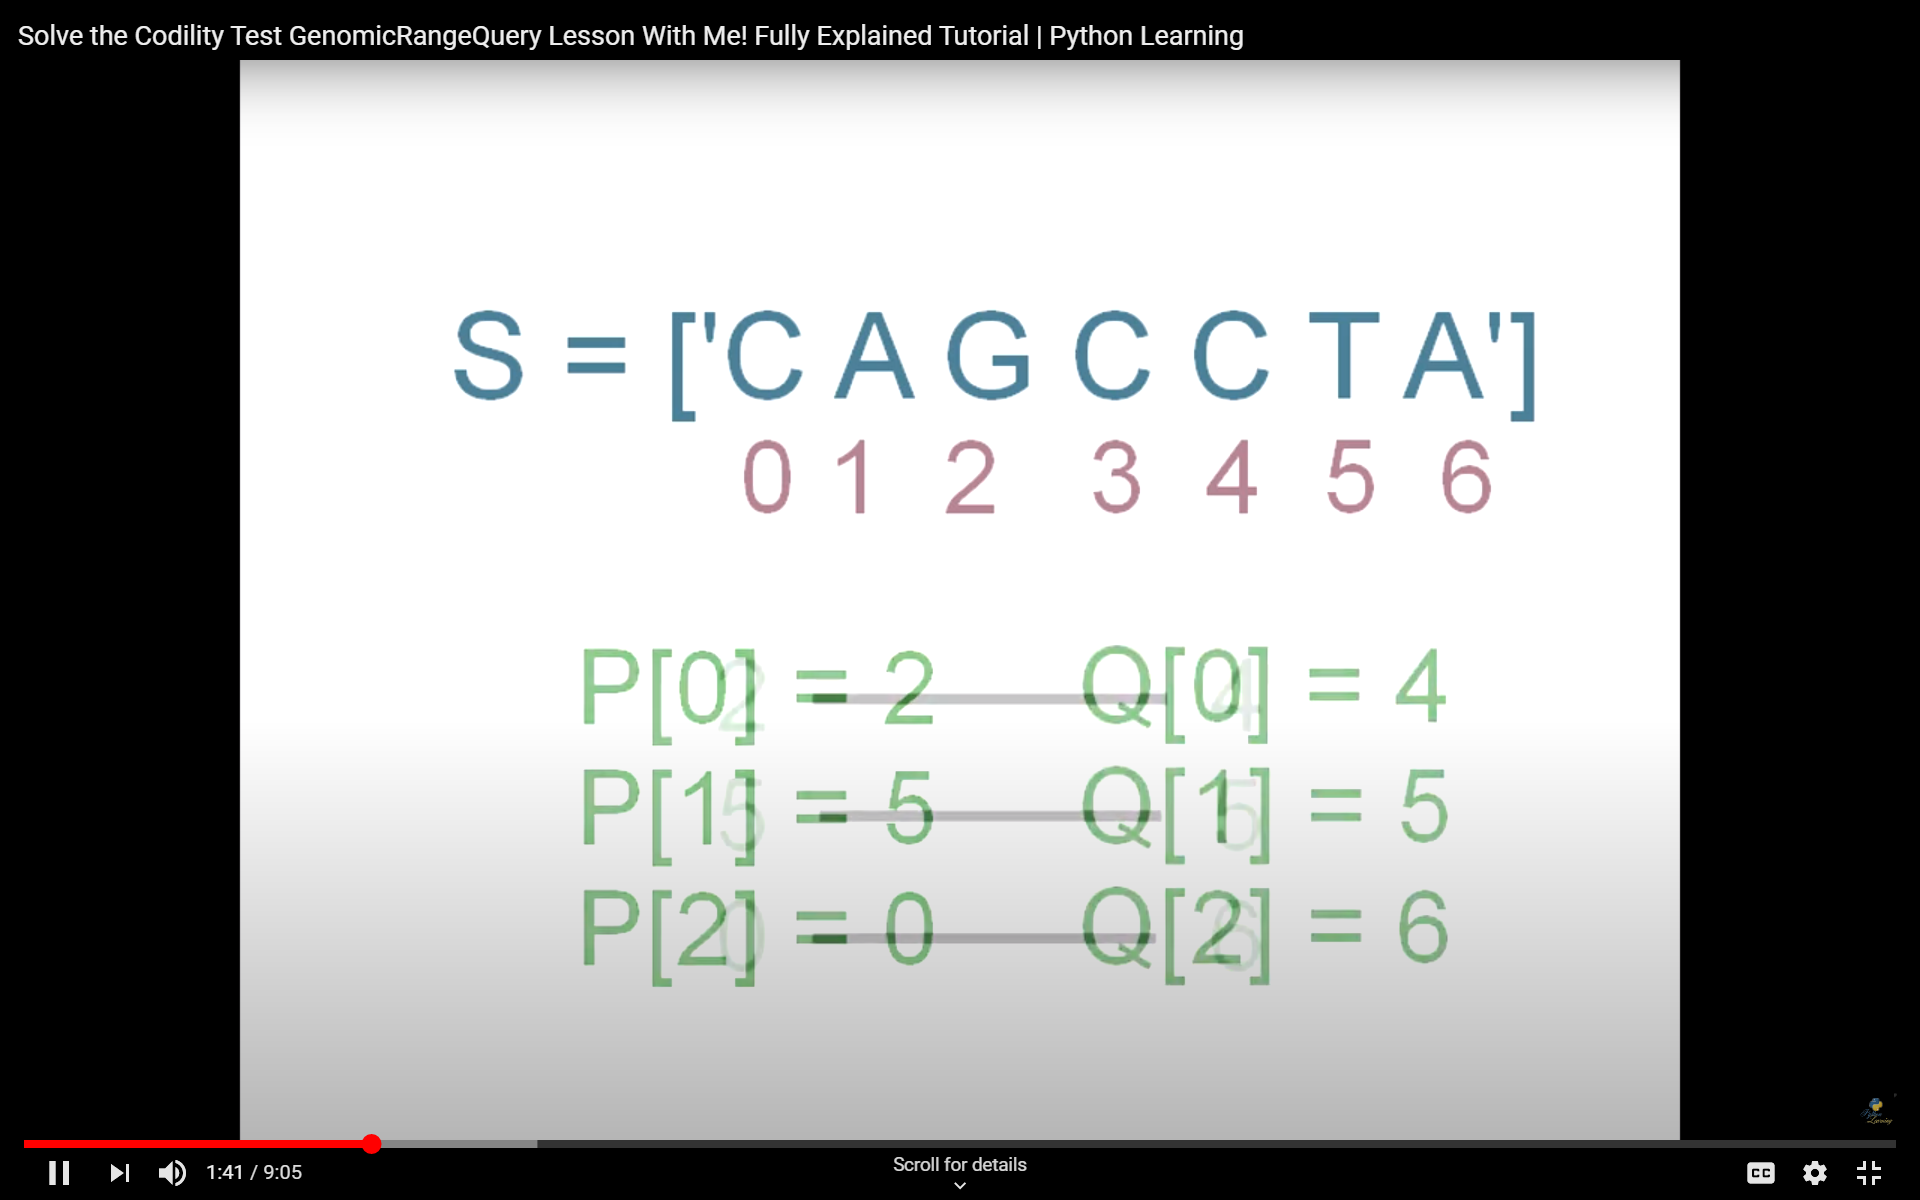 Solve the Codility Test GenomicRangeQuery Lesson With Me! Fully Explained Tutorial | Python Learning
S = ['C A G C C T A']
0 1 2 3 4 5 6
P[0] = 2 Q[0] = 4
P[1] = 5 Q[1] = 5
P[2] = 0 Q[2] = 6
1:41 / 9:05
Scroll for details
CC